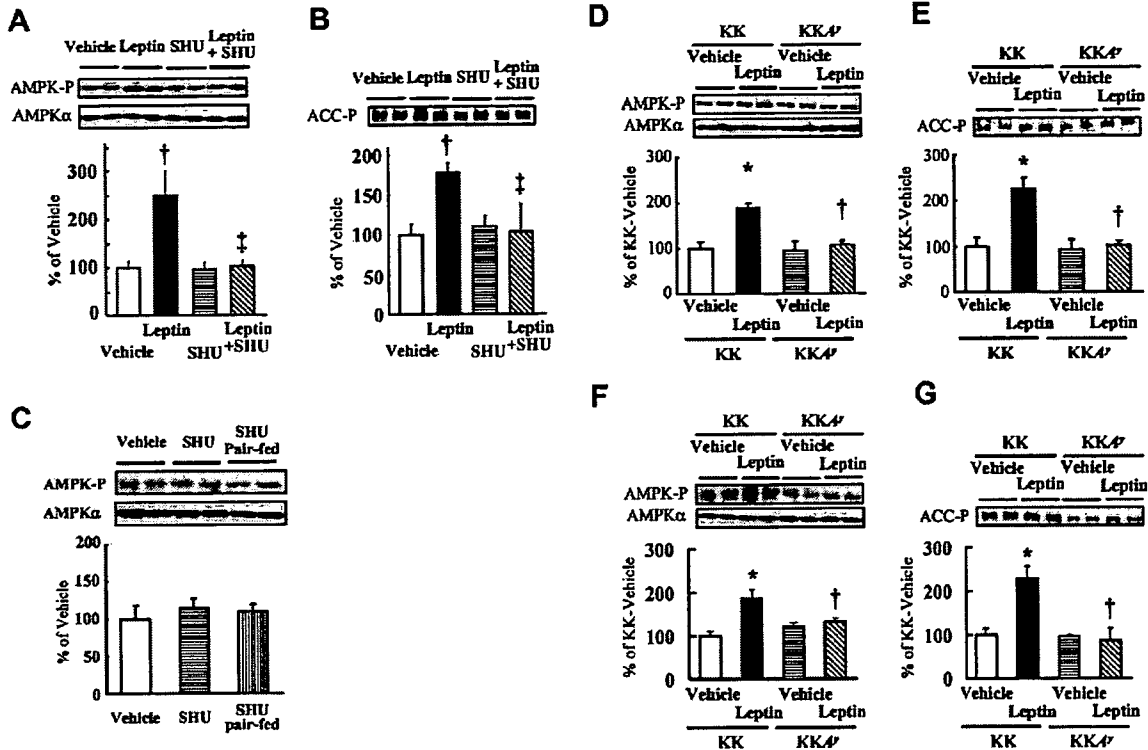 A
Vehicle Leptin SHU Leptin + SHU
AMPK-P
AMPKα
% of Vehicle
300
200
100
0
†
‡
Vehicle
Leptin
SHU
Leptin +SHU
B
Vehicle Leptin SHU Leptin + SHU
ACC-P
% of Vehicle
200
150
100
50
0
†
‡
Vehicle
Leptin
SHU
Leptin +SHU
C
Vehicle SHU SHU Pair-fed
AMPK-P
AMPKα
% of Vehicle
200
150
100
50
0
Vehicle SHU SHU pair-fed
D
KK KKAy
Vehicle Vehicle
Leptin Leptin
AMPK-P
AMPKα
% of KK-Vehicle
300
200
100
0
*
†
Vehicle Vehicle
Leptin Leptin
KK KKAy
E
KK KKAy
Vehicle Vehicle
Leptin Leptin
ACC-P
% of KK-Vehicle
300
200
100
0
*
†
Vehicle Vehicle
Leptin Leptin
KK KKAy
F
KK KKAy
Vehicle Vehicle
Leptin Leptin
AMPK-P
AMPKα
% of KK-Vehicle
300
200
100
0
*
†
Vehicle Vehicle
Leptin Leptin
KK KKAy
G
KK KKAy
Vehicle Vehicle
Leptin Leptin
ACC-P
% of KK-Vehicle
300
200
100
0
*
†
Vehicle Vehicle
Leptin Leptin
KK KKAy